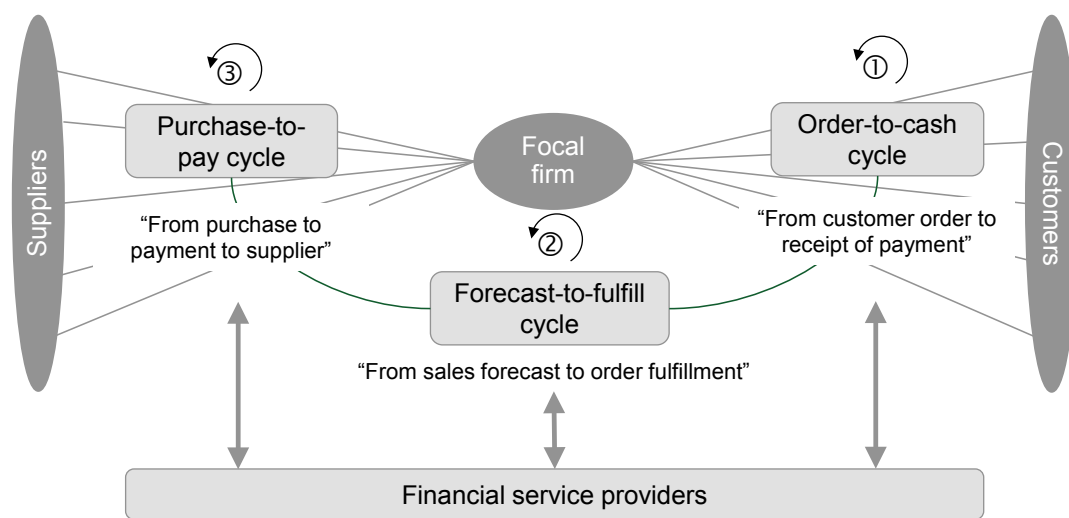 ③
①
Purchase-to-
pay cycle
Focal
firm
Order-to-cash
cycle
Suppliers
Customers
“From purchase to
payment to supplier”
②
“From customer order to
receipt of payment”
Forecast-to-fulfill
cycle
“From sales forecast to order fulfillment”
Financial service providers